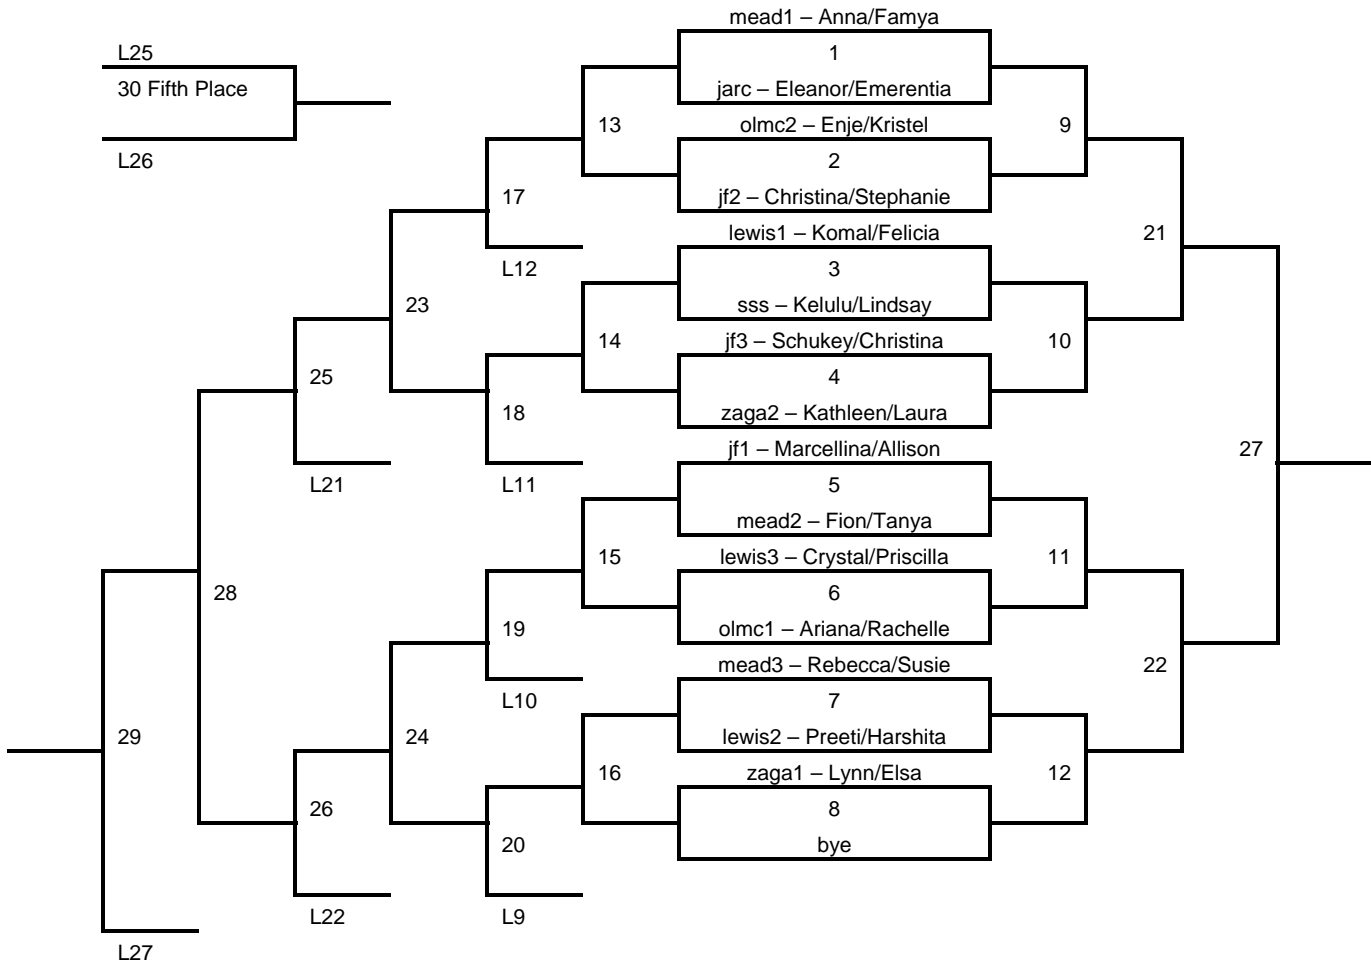 mead1 – Anna/Famya
L25
1
30 Fifth Place
jarc – Eleanor/Emerentia
13
olmc2 – Enje/Kristel
9
L26
2
17
jf2 – Christina/Stephanie
lewis1 – Komal/Felicia
21
L12
3
23
sss – Kelulu/Lindsay
14
jf3 – Schukey/Christina
10
25
4
18
zaga2 – Kathleen/Laura
jf1 – Marcellina/Allison
27
L21
L11
5
mead2 – Fion/Tanya
15
lewis3 – Crystal/Priscilla
11
28
6
19
olmc1 – Ariana/Rachelle
mead3 – Rebecca/Susie
22
L10
7
29
24
lewis2 – Preeti/Harshita
16
zaga1 – Lynn/Elsa
12
26
8
20
bye
L22
L9
L27